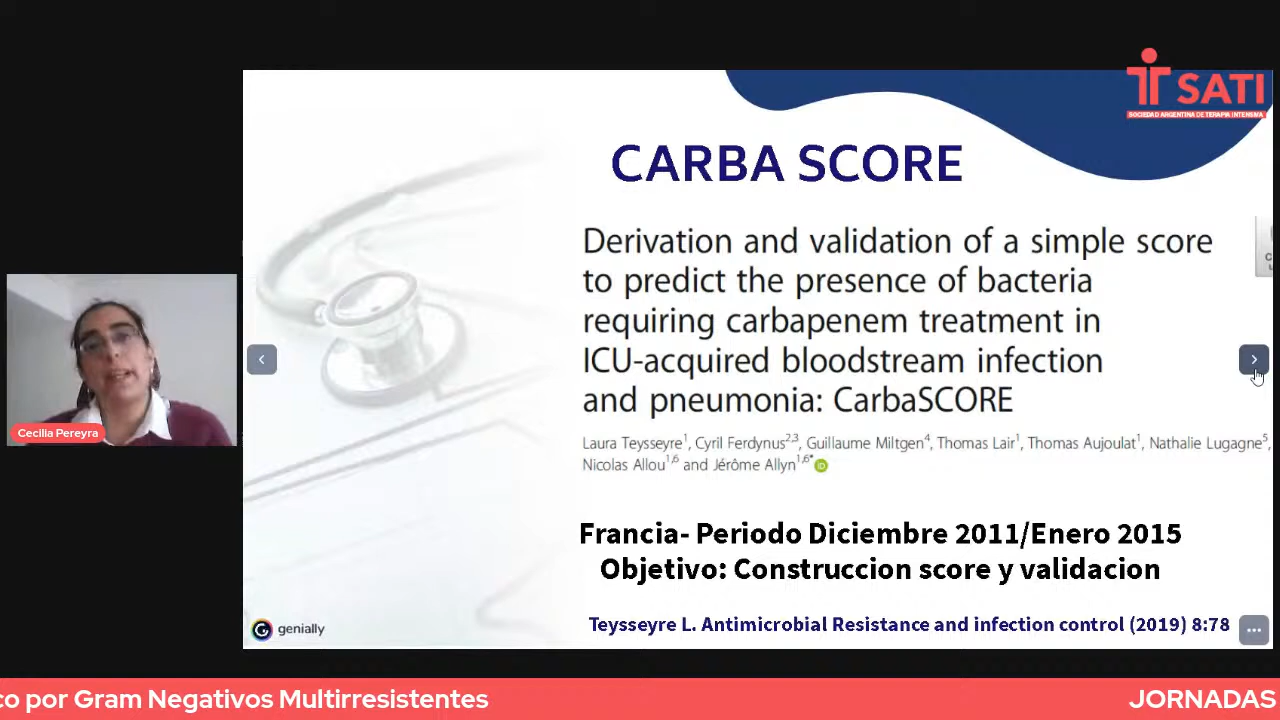 SATI
SOCIEDAD ARGENTINA DE TERAPIA INTENSIVA
CARBA SCORE
Derivation and validation of a simple score
to predict the presence of bacteria
requiring carbapenem treatment in
ICU-acquired bloodstream infection
and pneumonia: CarbaSCORE
Laura Teysseyre1, Cyril Ferdynus2,3, Guillaume Miltgen4, Thomas Lair1, Thomas Aujoulat1, Nathalie Lugagne5,
Nicolas Allou1,6 and Jérôme Allyn1,6*
Cecilia Pereyra
Francia- Periodo Diciembre 2011/Enero 2015
Objetivo: Construccion score y validacion
Teysseyre L. Antimicrobial Resistance and infection control (2019) 8:78
genially
co por Gram Negativos Multirresistentes
JORNADAS